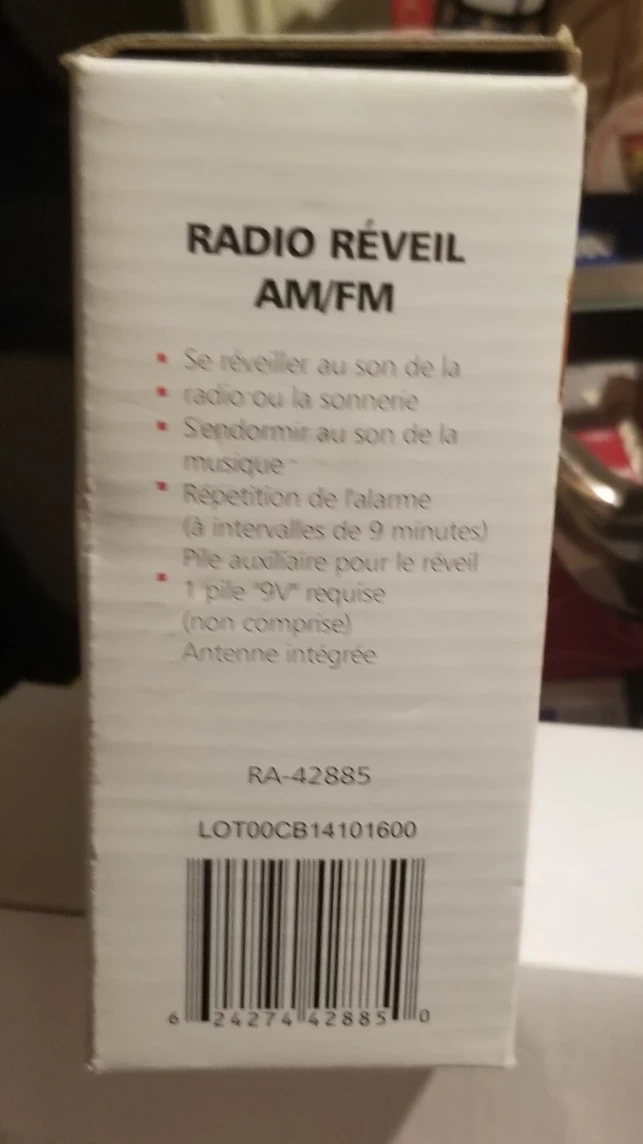 RADIO RÉVEIL
AM/FM
Se réveiller au son de la
radio ou la sonnerie
S'endormir au son de la
musique
Répetition de l'alarme
(à intervalles de 9 minutes)
Pile auxiliaire pour le réveil
1 pile "9V" requise
(non comprise)
Antenne intégrée
RA-42885
LOT00CB14101600
6 24274 42885 0